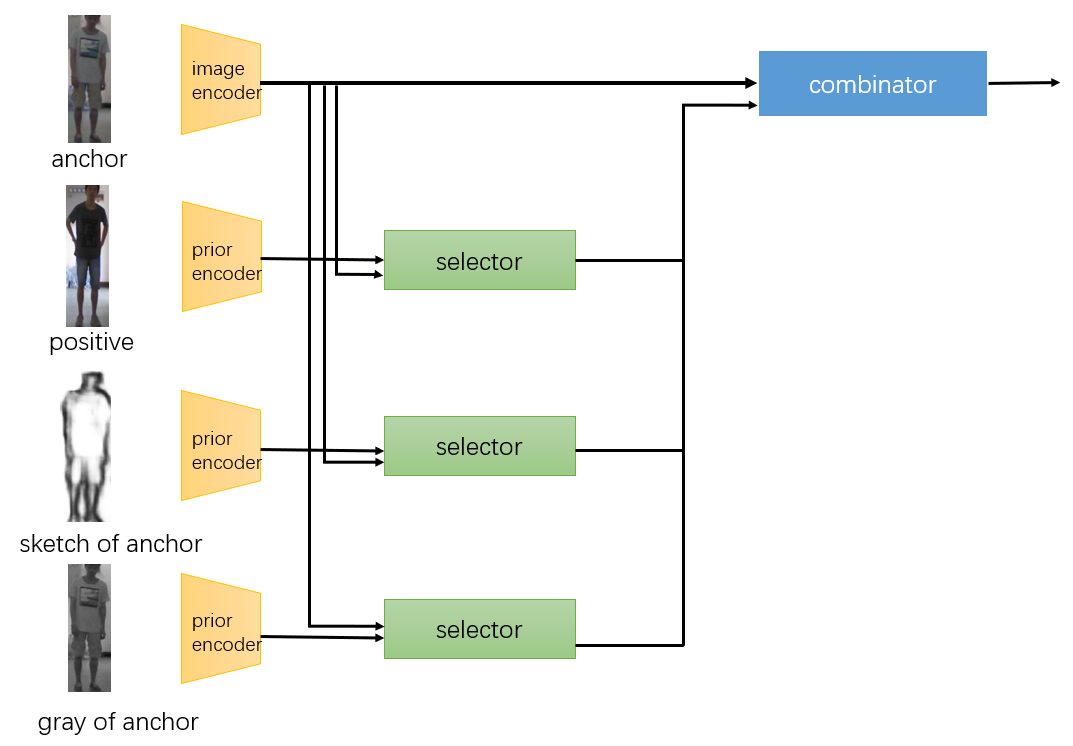 image
encoder
combinator
anchor
prior
encoder
selector
positive
prior
encoder
selector
sketch of anchor
prior
encoder
selector
gray of anchor